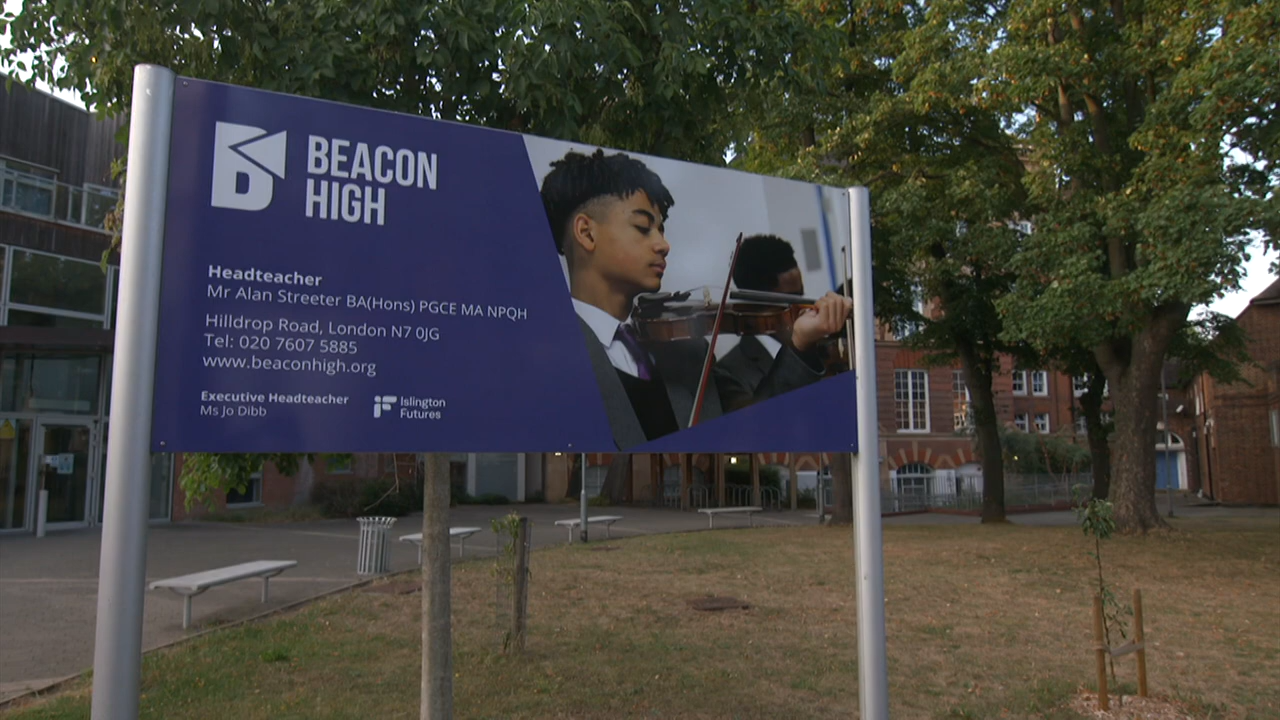 BEACON
HIGH
Headteacher
Mr Alan Streeter BA(Hons) PGCE MA NPQH
Hilldrop Road, London N7 0JG
Tel: 020 7607 5885
www.beaconhigh.org
Executive Headteacher
Ms Jo Dibb
Islington
Futures